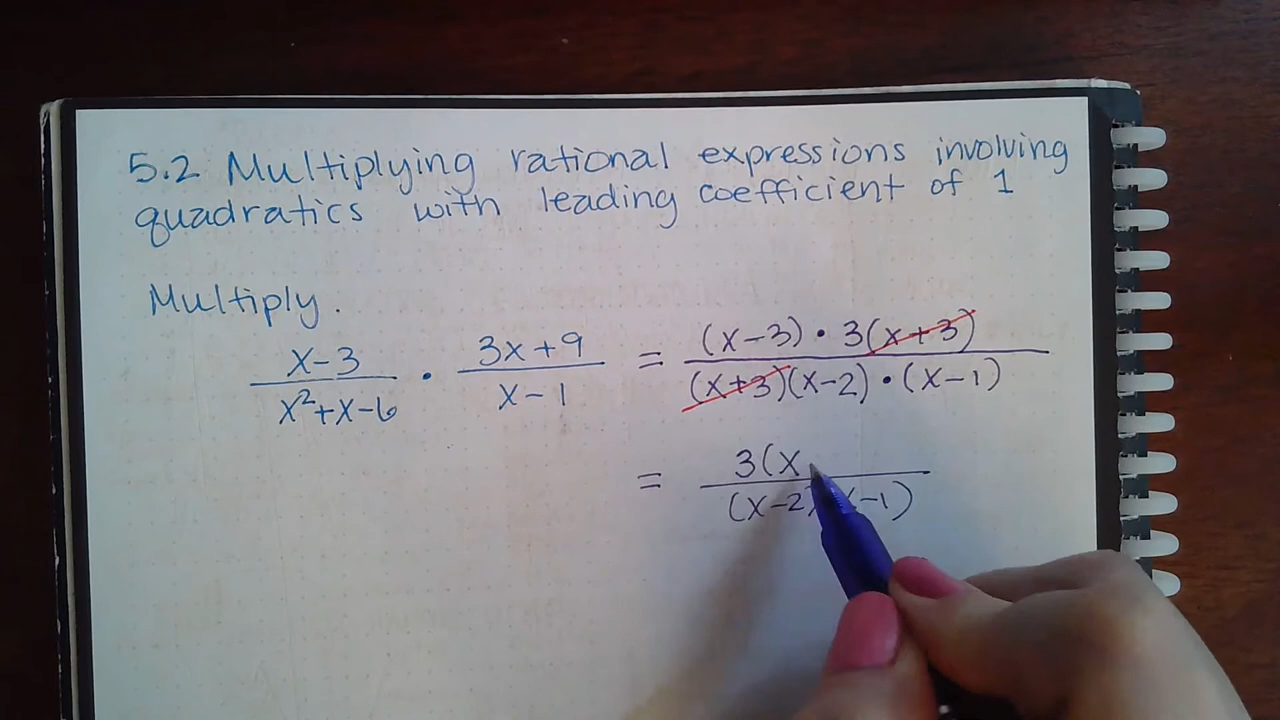 5.2 Multiplying rational expressions involving
quadratics with leading coefficient of 1
Multiply.
x-3 / x²+x-6 • 3x+9 / x-1 = (x-3)•3(x+3) / (x+3)(x-2)•(x-1)
= 3(x / (x-2) -1)